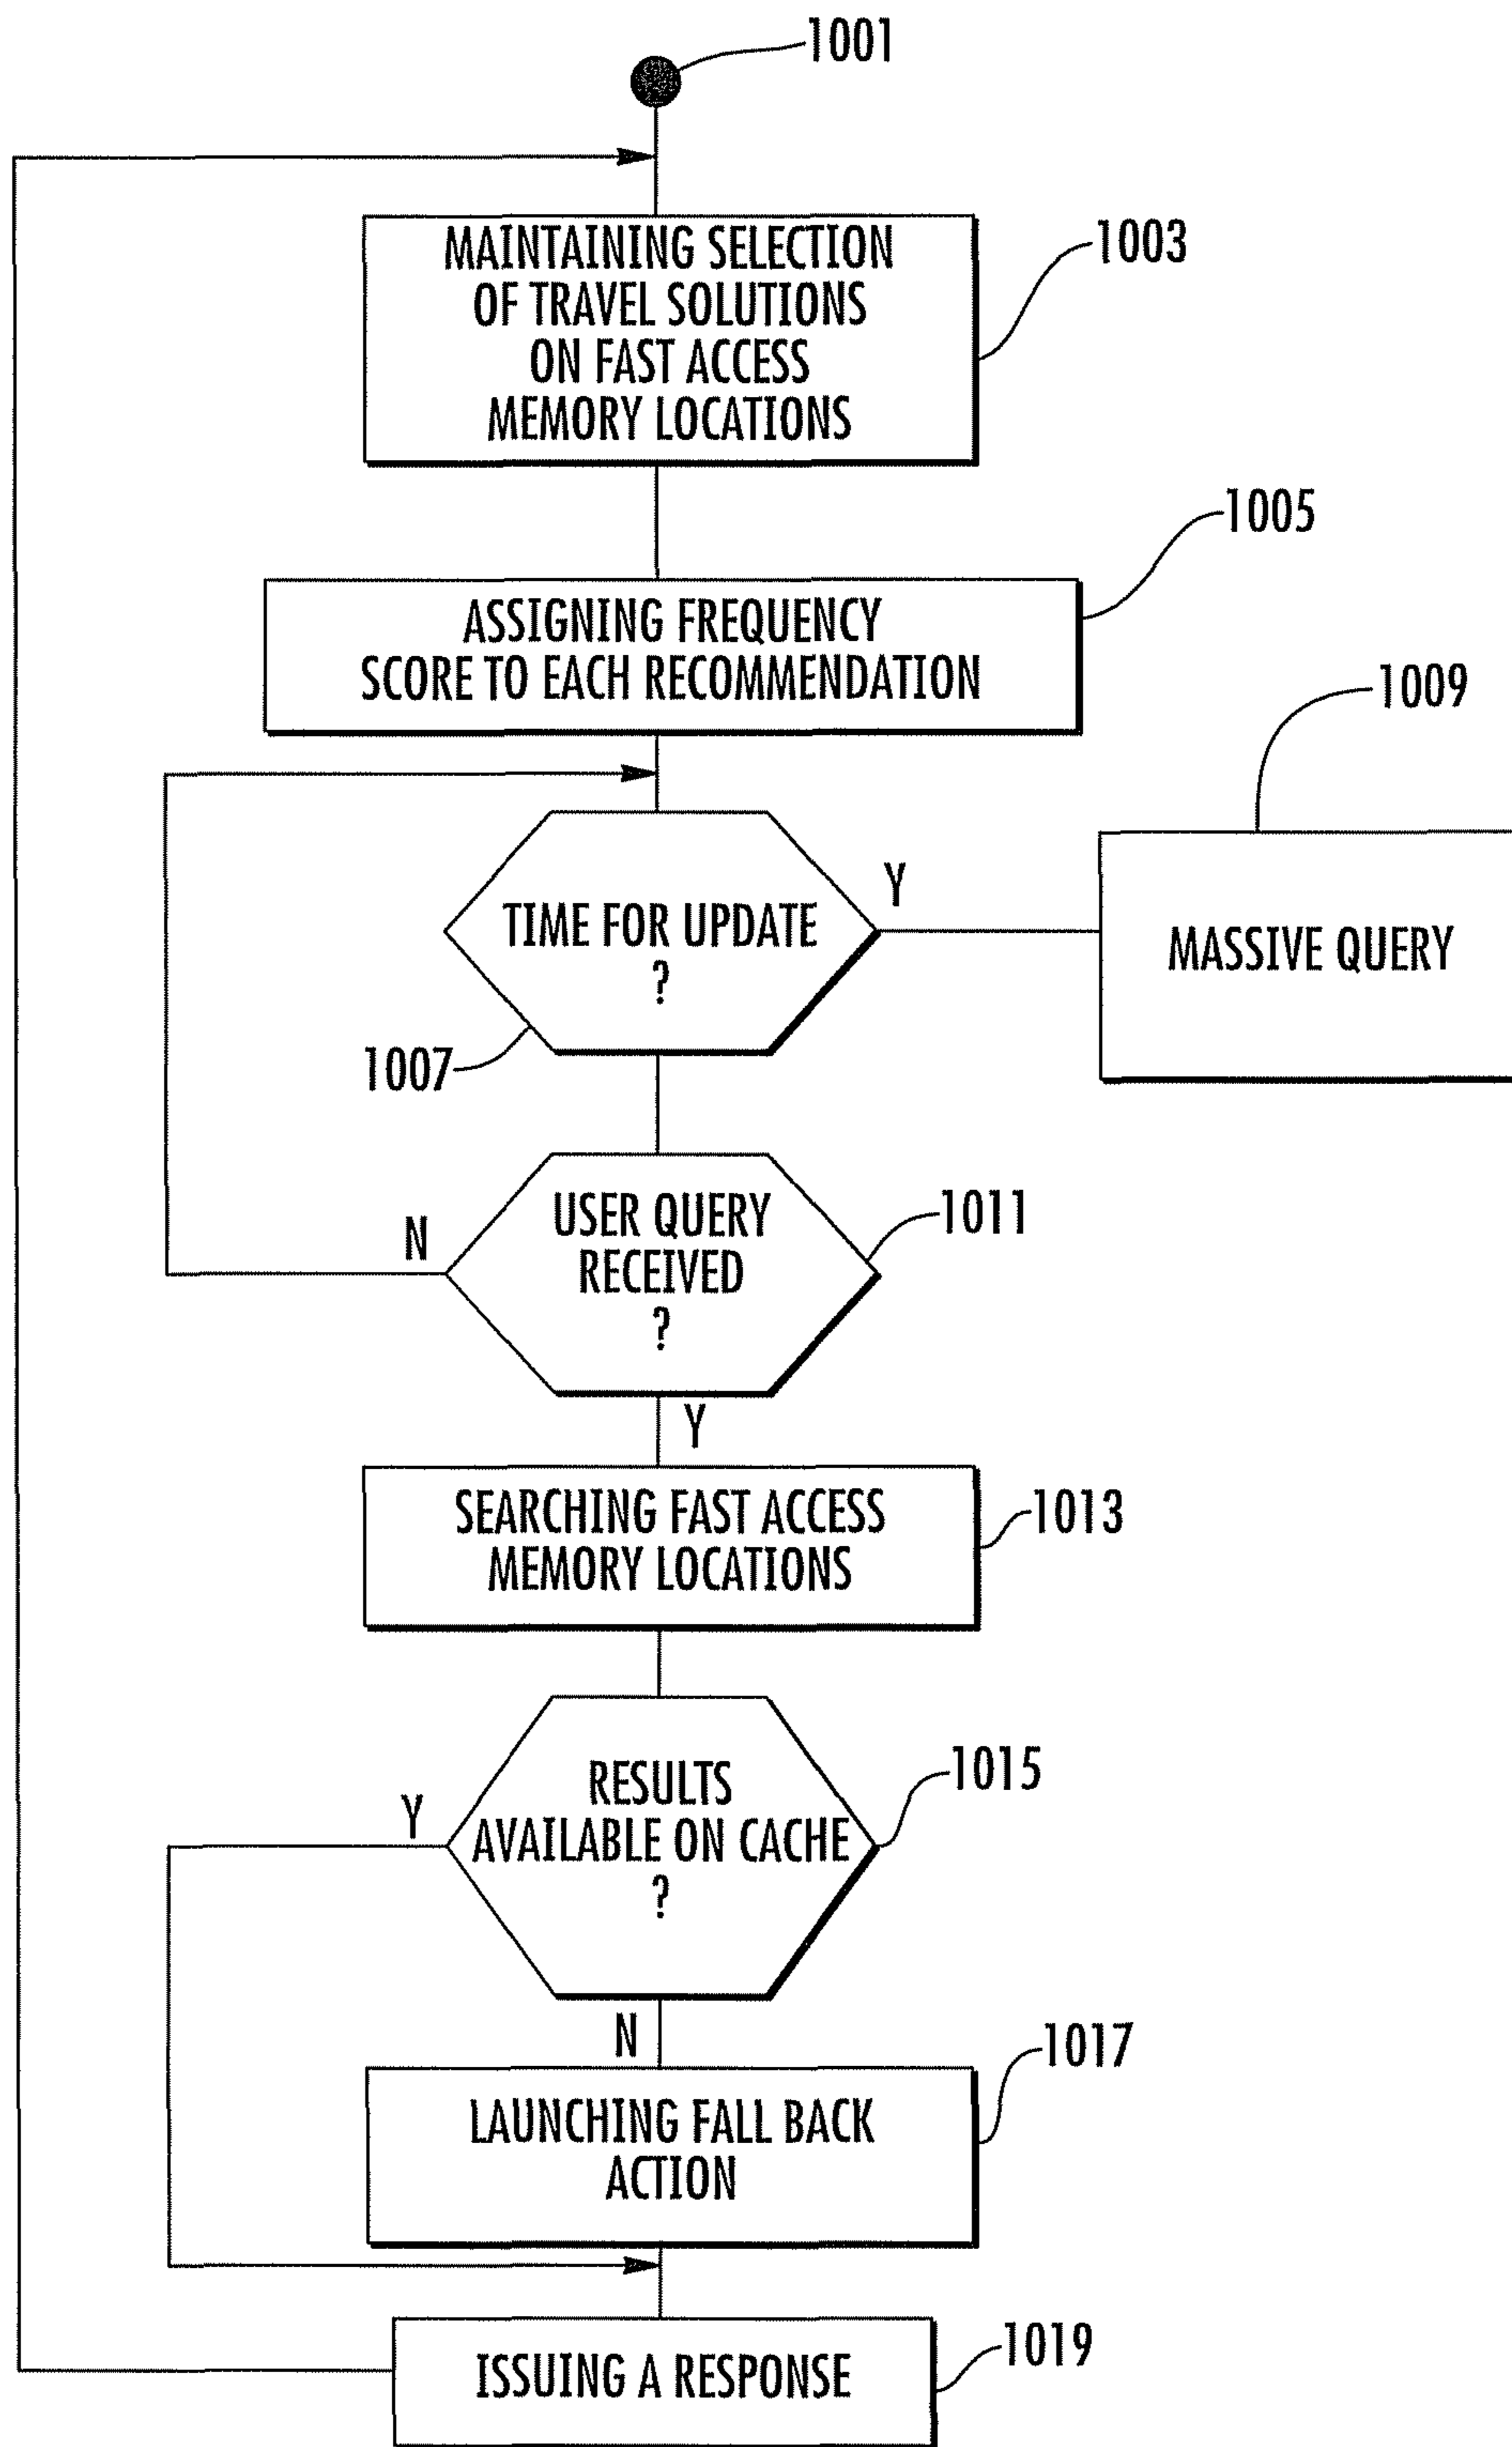 1001
MAINTAINING SELECTION
OF TRAVEL SOLUTIONS
ON FAST ACCESS
MEMORY LOCATIONS
1003
1005
ASSIGNING FREQUENCY
SCORE TO EACH RECOMMENDATION
1009
Y
TIME FOR UPDATE
?
MASSIVE QUERY
1007
USER QUERY
RECEIVED
?
1011
N
Y
SEARCHING FAST ACCESS
MEMORY LOCATIONS
1013
RESULTS
AVAILABLE ON CACHE
?
1015
Y
N
1017
LAUNCHING FALL BACK
ACTION
ISSUING A RESPONSE
1019